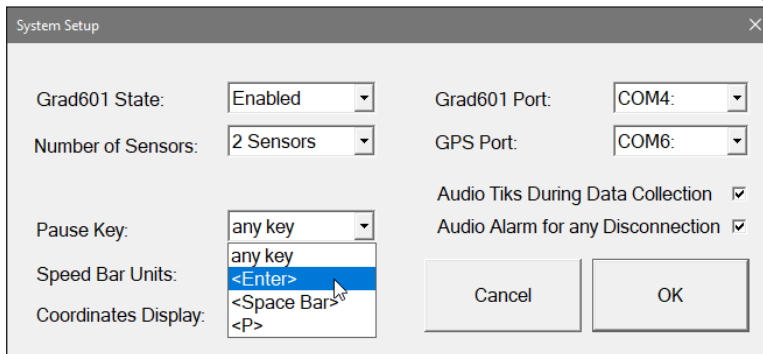 System Setup
Grad601 State:
Enabled
Grad601 Port:
COM4:
Number of Sensors:
2 Sensors
GPS Port:
COM6:
Audio Tiks During Data Collection
Pause Key:
any key
Audio Alarm for any Disconnection
any key
Speed Bar Units:
<Enter>
<Space Bar>
Coordinates Display:
<P>
Cancel
OK